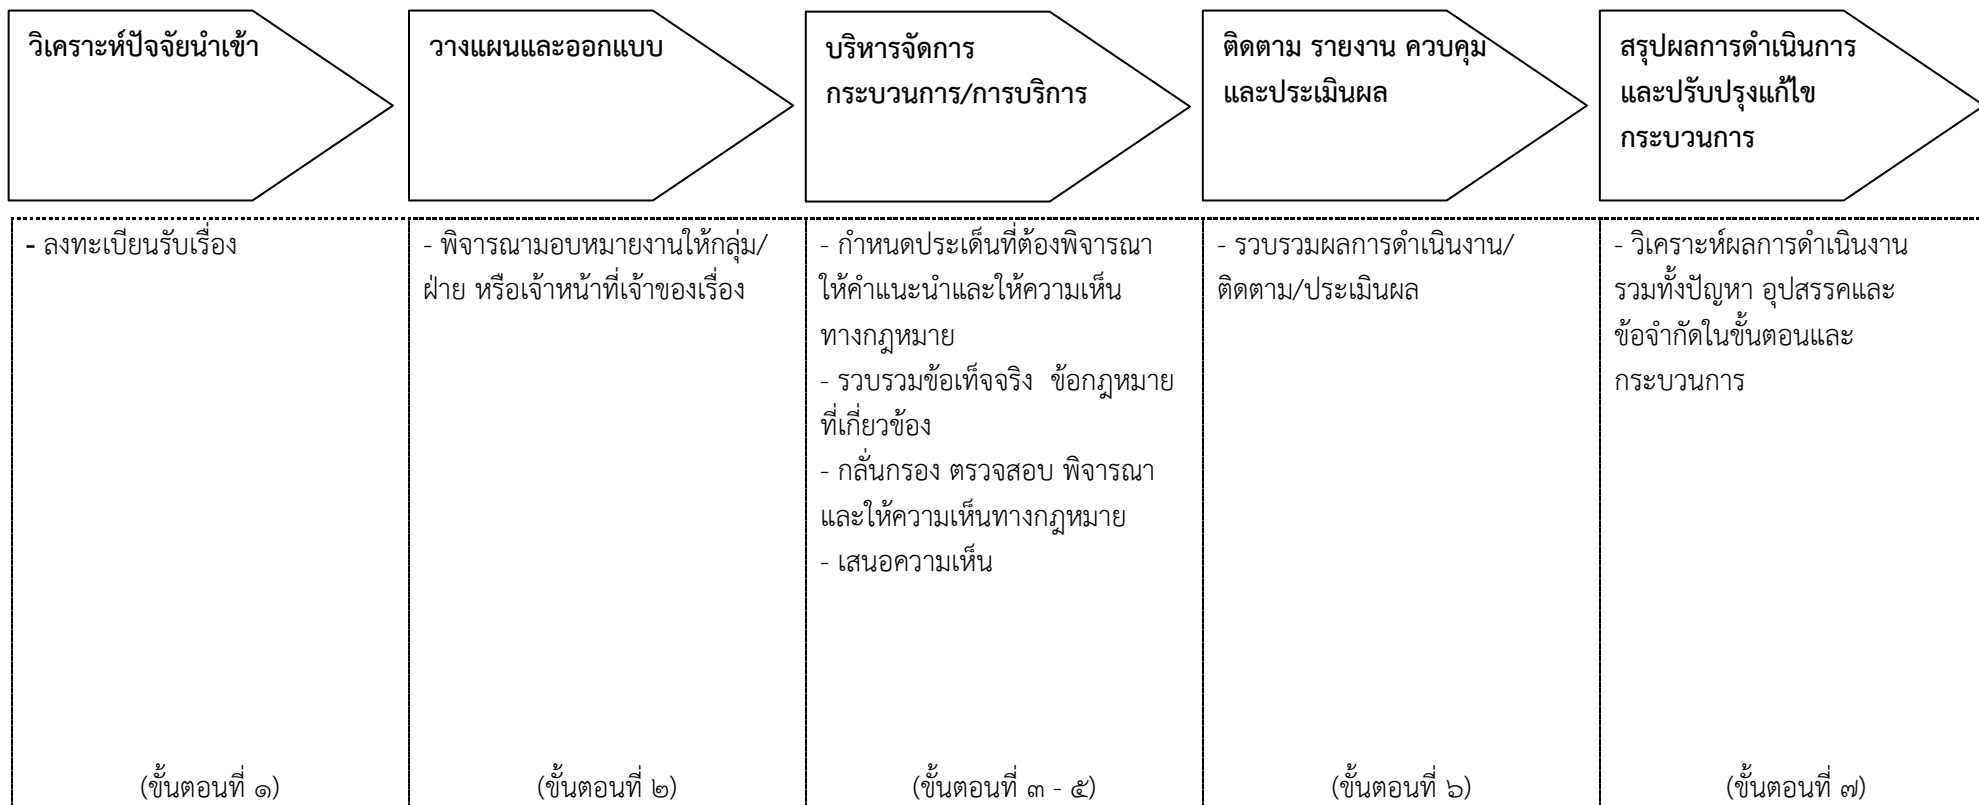 วิเคราะห์ปัจจัยนำเข้า
วางแผนและออกแบบ
บริหารจัดการ
กระบวนการ/การบริการ
ติดตาม รายงาน ควบคุม
และประเมินผล
สรุปผลการดำเนินการ
และปรับปรุงแก้ไข
กระบวนการ
- ลงทะเบียนรับเรื่อง
(ขั้นตอนที่ ๑)
- พิจารณามอบหมายงานให้กลุ่ม/
ฝ่าย หรือเจ้าหน้าที่เจ้าของเรื่อง
(ขั้นตอนที่ ๒)
- กำหนดประเด็นที่ต้องพิจารณา
ให้คำแนะนำและให้ความเห็น
ทางกฎหมาย
- รวบรวมข้อเท็จจริง  ข้อกฎหมาย
ที่เกี่ยวข้อง
- กลั่นกรอง ตรวจสอบ พิจารณา
และให้ความเห็นทางกฎหมาย
- เสนอความเห็น
(ขั้นตอนที่ ๓ - ๕)
- รวบรวมผลการดำเนินงาน/
ติดตาม/ประเมินผล
(ขั้นตอนที่ ๖)
- วิเคราะห์ผลการดำเนินงาน
รวมทั้งปัญหา อุปสรรคและ
ข้อจำกัดในขั้นตอนและ
กระบวนการ
(ขั้นตอนที่ ๗)